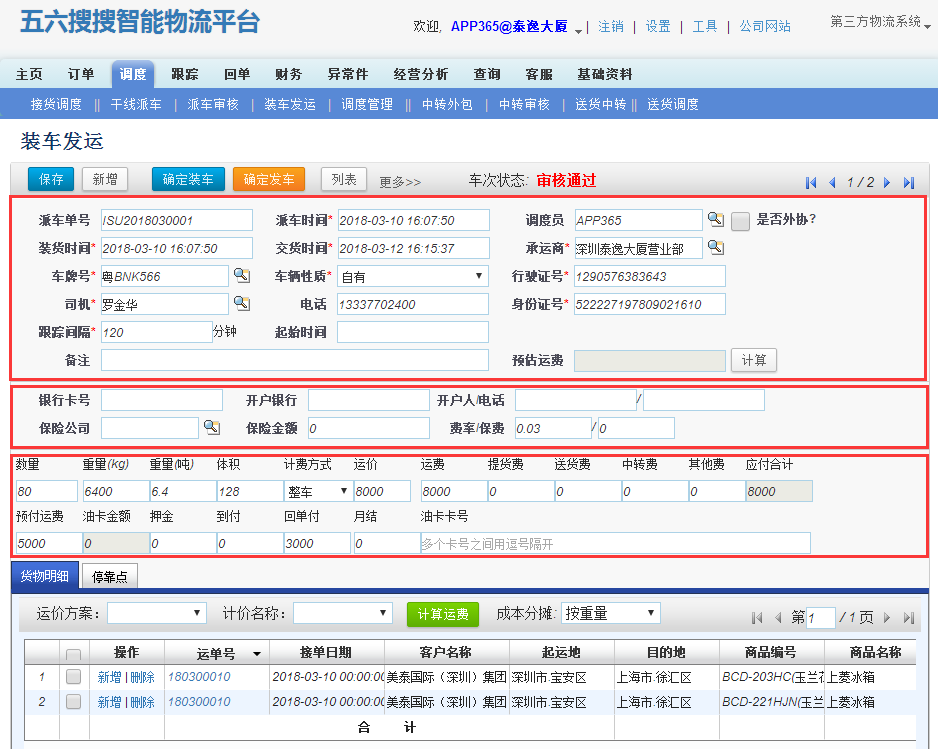 五六搜搜智能物流平台
欢迎, APP365@泰逸大厦 | 注销 | 设置 | 工具 | 公司网站 第三方物流系统
主页 订单 调度 跟踪 回单 财务 异常件 经营分析 查询 客服 基础资料
接货调度 || 干线派车 | 派车审核 | 装车发运 | 调度管理 || 中转外包 | 中转审核 | 送货中转 || 送货调度
装车发运
保存 新增 确定装车 确定发车 列表 更多>> 车次状态: 审核通过 1 / 2
派车单号 ISU2018030001 派车时间* 2018-03-10 16:07:50 调度员 APP365 是否外协?
装货时间* 2018-03-10 16:07:50 交货时间* 2018-03-12 16:15:37 承运商* 深圳泰逸大厦营业部
车牌号* 粤BNK566 车辆性质* 自有 行驶证号* 1290576383643
司机* 罗金华 电话 13337702400 身份证号* 522227197809021610
跟踪间隔* 120 分钟 起始时间
备注 预估运费 计算
银行卡号 开户银行 开户人/电话 /
保险公司 保险金额 0 费率/保费 0.03 / 0
数量 重量(kg) 重量(吨) 体积 计费方式 运价 运费 提货费 送货费 中转费 其他费 应付合计
80 6400 6.4 128 整车 8000 8000 0 0 0 0 8000
预付运费 油卡金额 押金 到付 回单付 月结 油卡卡号
5000 0 0 0 3000 0 多个卡号之间用逗号隔开
货物明细 停靠点
运价方案: 计价名称: 计算运费 成本分摊: 按重量 第 1 / 1 页
操作 运单号 接单日期 客户名称 起运地 目的地 商品编号 商品名称
1 新增 | 删除 180300010 2018-03-10 00:00:00 美泰国际（深圳）集团 深圳市.宝安区 上海市.徐汇区 BCD-203HC(玉兰花 上菱冰箱
2 新增 | 删除 180300010 2018-03-10 00:00:00 美泰国际（深圳）集团 深圳市.宝安区 上海市.徐汇区 BCD-221HJN(玉兰 上菱冰箱
合 计